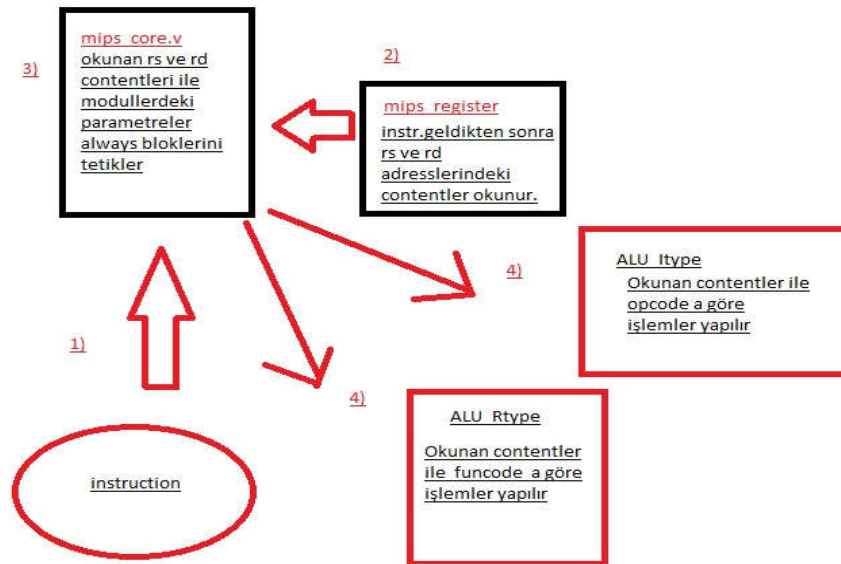 3)
mips_core.v
okunan rs ve rd
contentleri ile
modullerdeki
parametreler
always bloklerini
tetikler
2)
mips_register
instr.geldikten sonra
rs ve rd
adresslerindeki
contentler okunur.
4)
ALU_Itype
Okunan contentler ile
opcode a göre
işlemler yapılır
1)
4)
ALU_Rtype
Okunan contentler
ile funcode a göre
işlemler yapılır
instruction